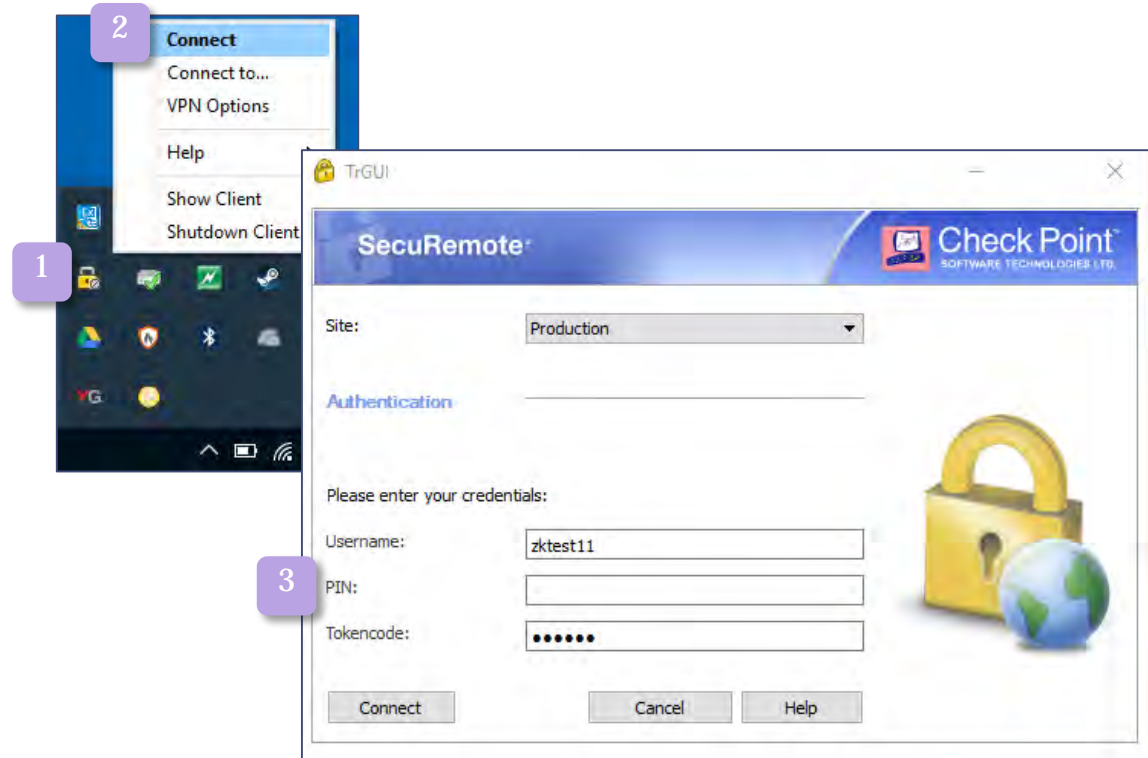 2
Connect
Connect to...
VPN Options
Help
Show Client
Shutdown Client
1
YG
TrGUI
SecuRemote
Check Point™
SOFTWARE TECHNOLOGIES LTD.
Site:
Production
Authentication
Please enter your credentials:
Username:
zktest11
3
PIN:
Tokencode:
●●●●●●
Connect
Cancel
Help